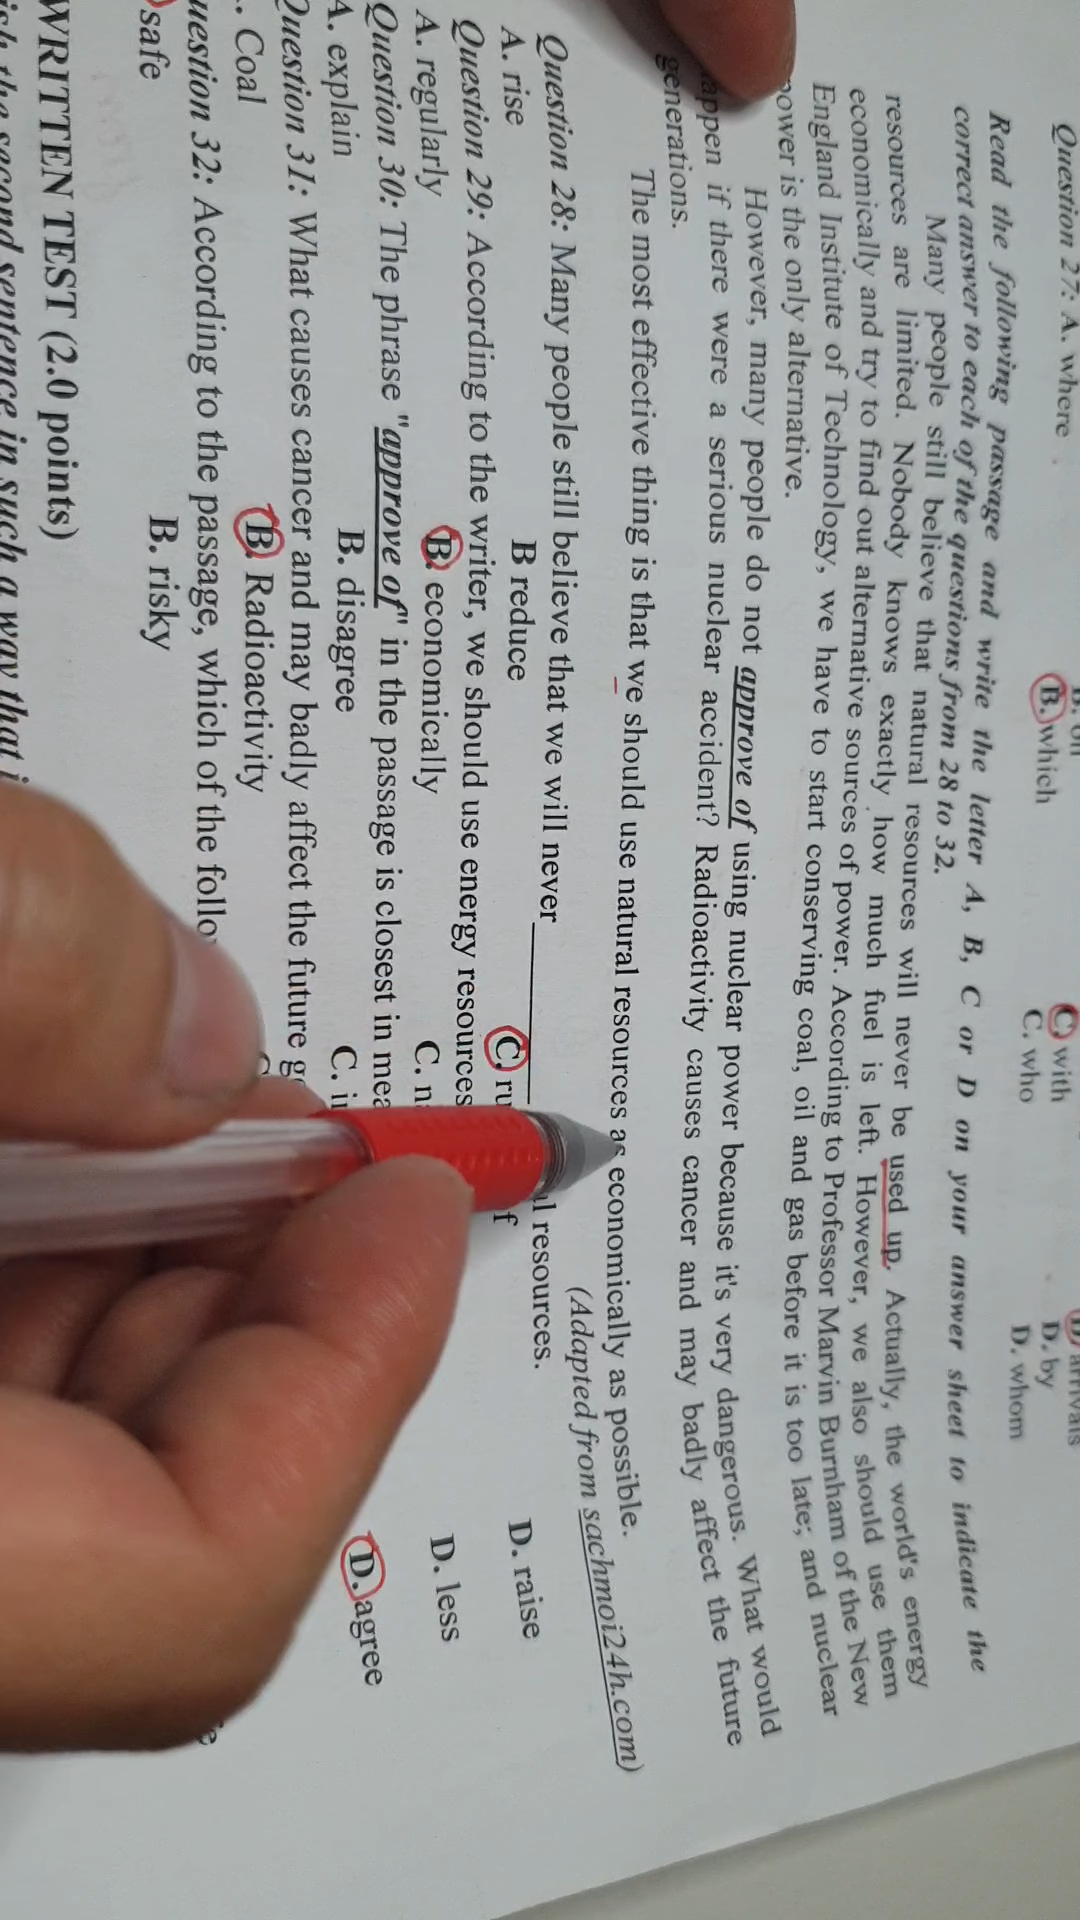 Question 27: A. where B. which C. who D. whom
C. with D. by
Read the following passage and write the letter A, B, C or D on your answer sheet to indicate the
correct answer to each of the questions from 28 to 32.
Many people still believe that natural resources will never be used up. Actually, the world's energy
resources are limited. Nobody knows exactly how much fuel is left. However, we also should use them
economically and try to find out alternative sources of power. According to Professor Marvin Burnham of the New
England Institute of Technology, we have to start conserving coal, oil and gas before it is too late; and nuclear
power is the only alternative.
However, many people do not approve of using nuclear power because it's very dangerous. What would
happen if there were a serious nuclear accident? Radioactivity causes cancer and may badly affect the future
generations.
The most effective thing is that we should use natural resources as economically as possible.
(Adapted from sachmoi24h.com)
Question 28: Many people still believe that we will never ________ resources.
A. rise B reduce C. D. raise
Question 29: According to the writer, we should use energy resources
A. regularly B. economically C. D. less
Question 30: The phrase "approve of" in the passage is closest in
A. explain B. disagree C. D. agree
Question 31: What causes cancer and may badly affect the future
Coal B. Radioactivity
Question 32: According to the passage, which of the
safe B. risky
WRITTEN TEST (2.0 points)
the second sentence in such a way that